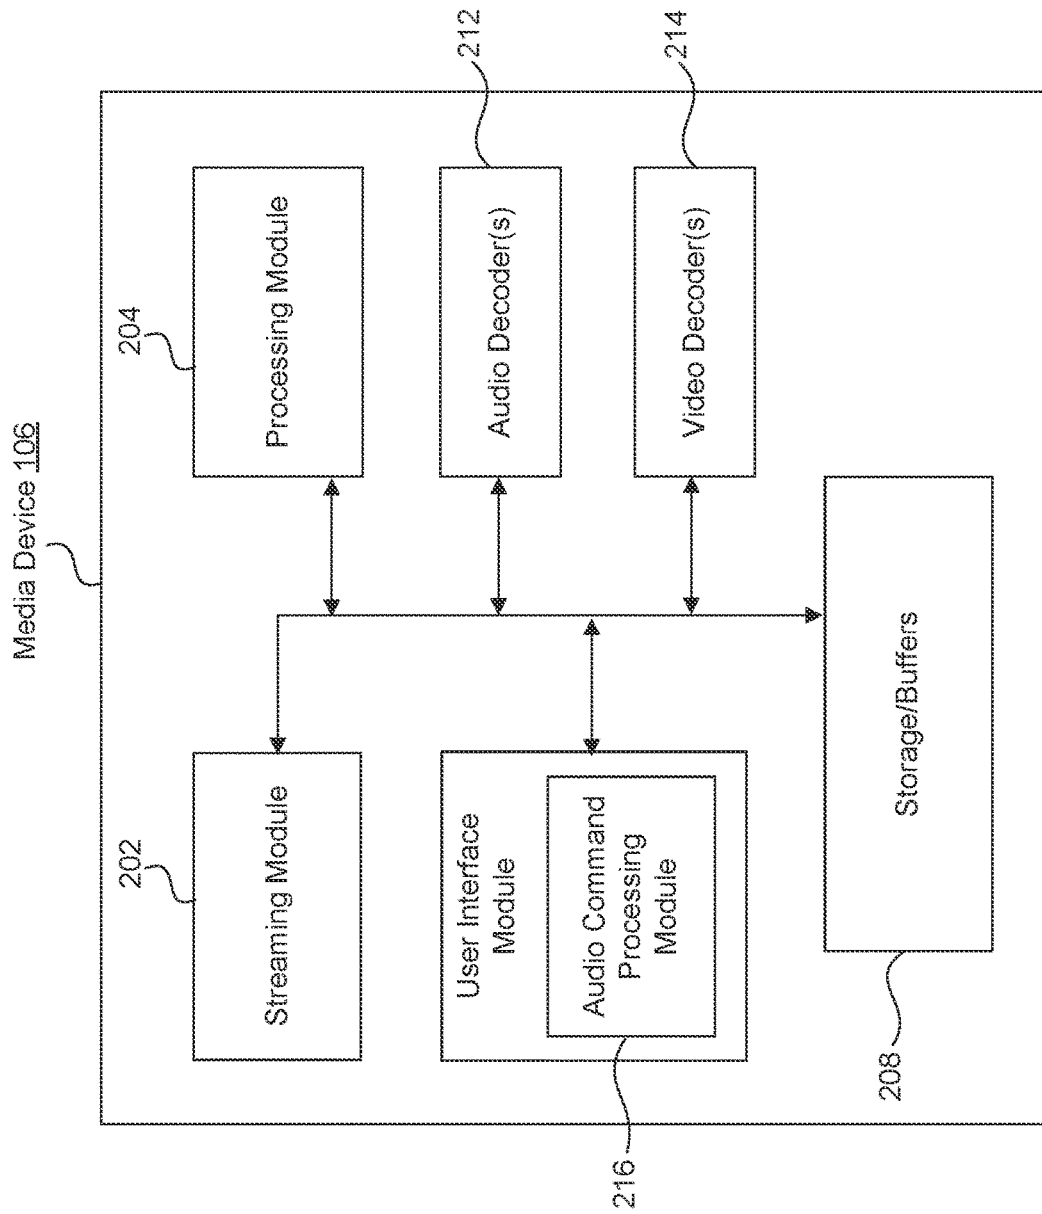 Media Device 106
202
Streaming Module
204
Processing Module
User Interface
Module
Audio Command
Processing
Module
216
212
Audio Decoder(s)
214
Video Decoder(s)
Storage/Buffers
208